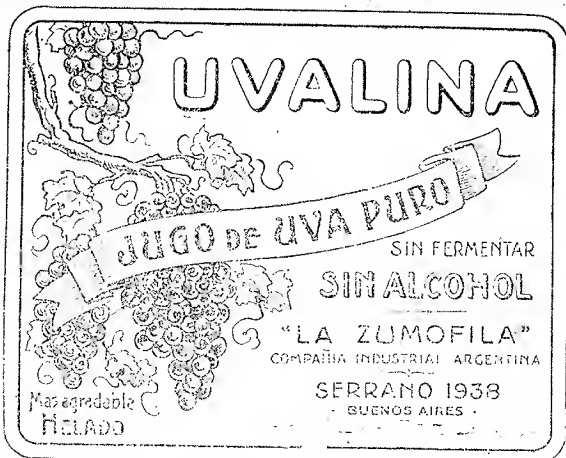 UVALINA
JUGO DE UVA PURO
SIN FERMENTAR
SIN ALCOHOL
"LA ZUMOFILA"
COMPAÑIA INDUSTRIAL ARGENTINA
SERRANO 1938
· BUENOS AIRES ·
Mas agradable
HELADO